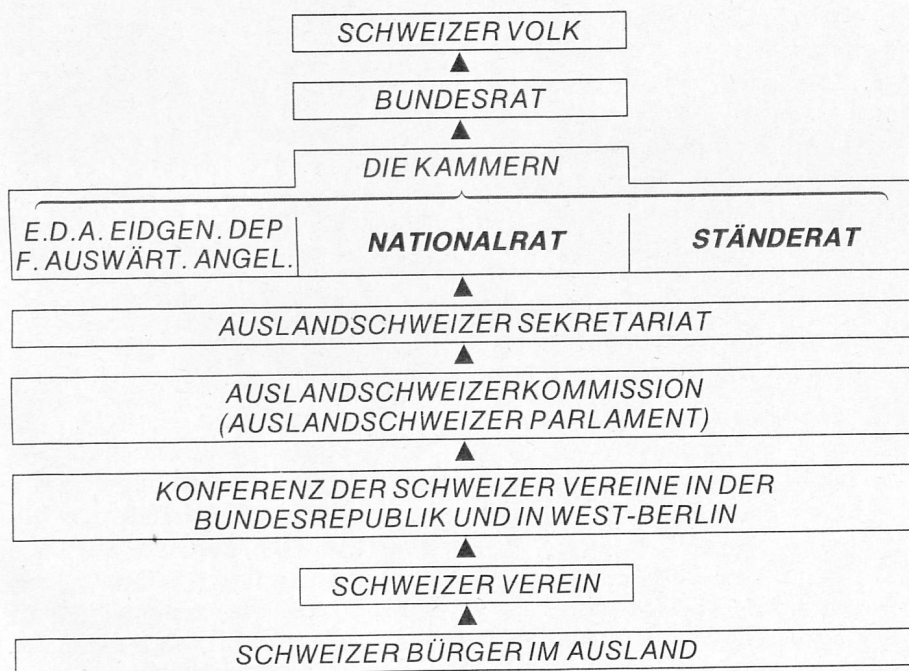 SCHWEIZER VOLK
BUNDESRAT
DIE KAMMERN
E.D.A. EIDGEN. DEP
F. AUSWÄRT. ANGEL.
NATIONALRAT
STÄNDERAT
AUSLANDSCHWEIZER SEKRETARIAT
AUSLANDSCHWEIZERKOMMISSION
(AUSLANDSCHWEIZER PARLAMENT)
KONFERENZ DER SCHWEIZER VEREINE IN DER
BUNDESREPUBLIK UND IN WEST-BERLIN
SCHWEIZER VEREIN
SCHWEIZER BÜRGER IM AUSLAND